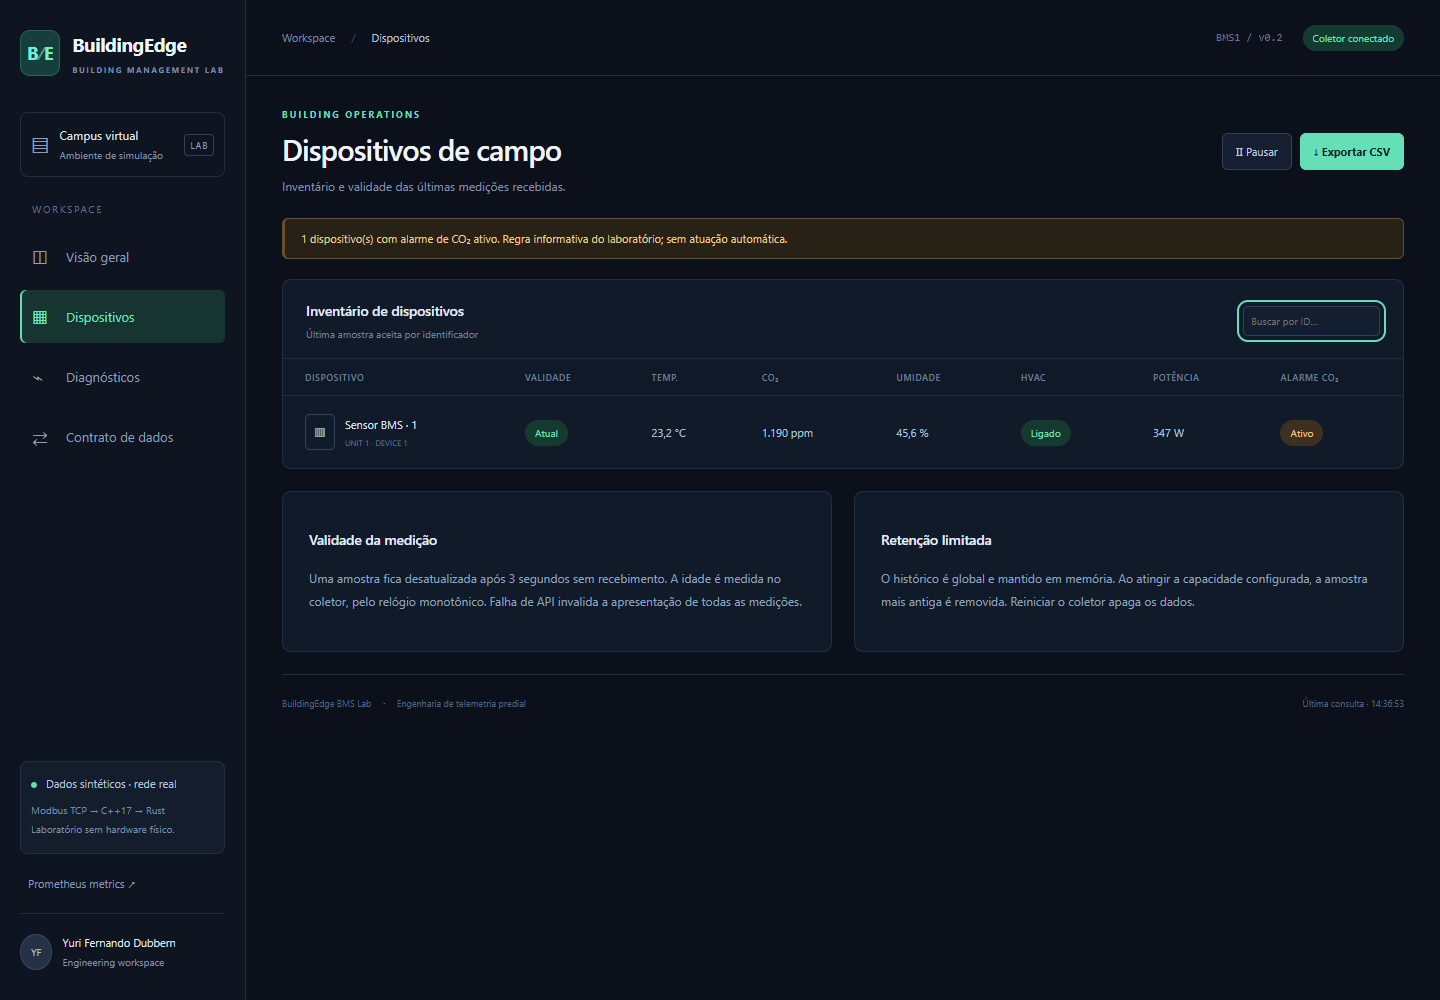 B/E
BuildingEdge
BUILDING MANAGEMENT LAB
Campus virtual
Ambiente de simulação
LAB
WORKSPACE
Visão geral
Dispositivos
Diagnósticos
Contrato de dados
Dados sintéticos · rede real
Modbus TCP → C++17 → Rust
Laboratório sem hardware físico.
Prometheus metrics ↗
YF
Yuri Fernando Dubbern
Engineering workspace
Workspace / Dispositivos
BMS1 / v0.2
Coletor conectado
BUILDING OPERATIONS
Dispositivos de campo
Inventário e validade das últimas medições recebidas.
II Pausar
↓ Exportar CSV
1 dispositivo(s) com alarme de CO₂ ativo. Regra informativa do laboratório; sem atuação automática.
Inventário de dispositivos
Última amostra aceita por identificador
Buscar por ID...
DISPOSITIVO VALIDADE TEMP. CO₂ UMIDADE HVAC POTÊNCIA ALARME CO₂
Sensor BMS · 1
UNIT 1 · DEVICE 1
Atual 23,2 °C 1.190 ppm 45,6 % Ligado 347 W Ativo
Validade da medição
Uma amostra fica desatualizada após 3 segundos sem recebimento. A idade é medida no
coletor, pelo relógio monotônico. Falha de API invalida a apresentação de todas as medições.
Retenção limitada
O histórico é global e mantido em memória. Ao atingir a capacidade configurada, a amostra
mais antiga é removida. Reiniciar o coletor apaga os dados.
BuildingEdge BMS Lab · Engenharia de telemetria predial
Última consulta · 14:36:53